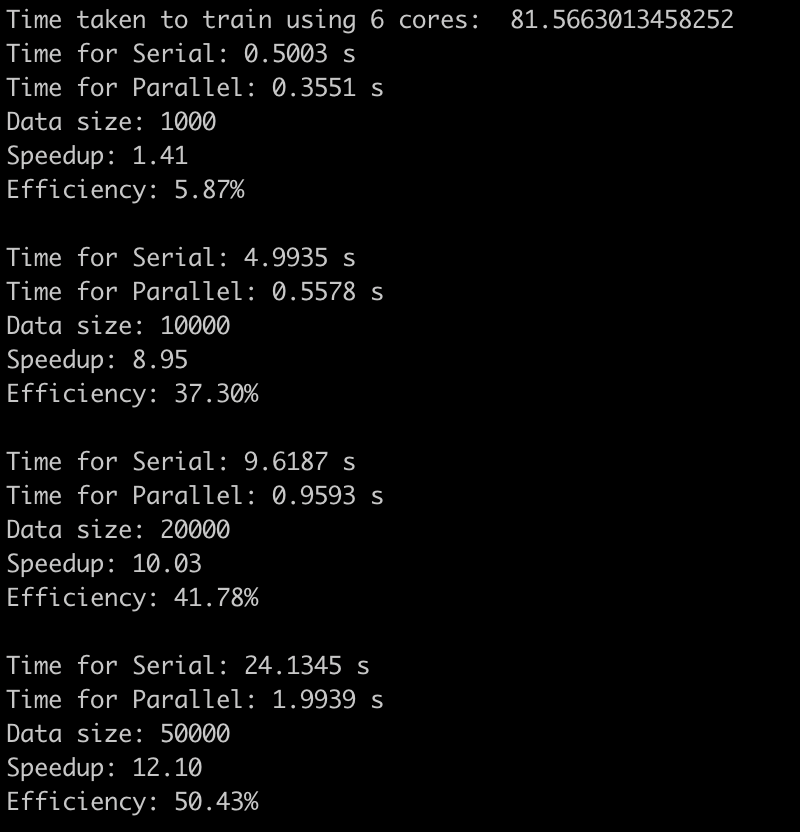 Time taken to train using 6 cores:  81.5663013458252
Time for Serial: 0.5003 s
Time for Parallel: 0.3551 s
Data size: 1000
Speedup: 1.41
Efficiency: 5.87%

Time for Serial: 4.9935 s
Time for Parallel: 0.5578 s
Data size: 10000
Speedup: 8.95
Efficiency: 37.30%

Time for Serial: 9.6187 s
Time for Parallel: 0.9593 s
Data size: 20000
Speedup: 10.03
Efficiency: 41.78%

Time for Serial: 24.1345 s
Time for Parallel: 1.9939 s
Data size: 50000
Speedup: 12.10
Efficiency: 50.43%